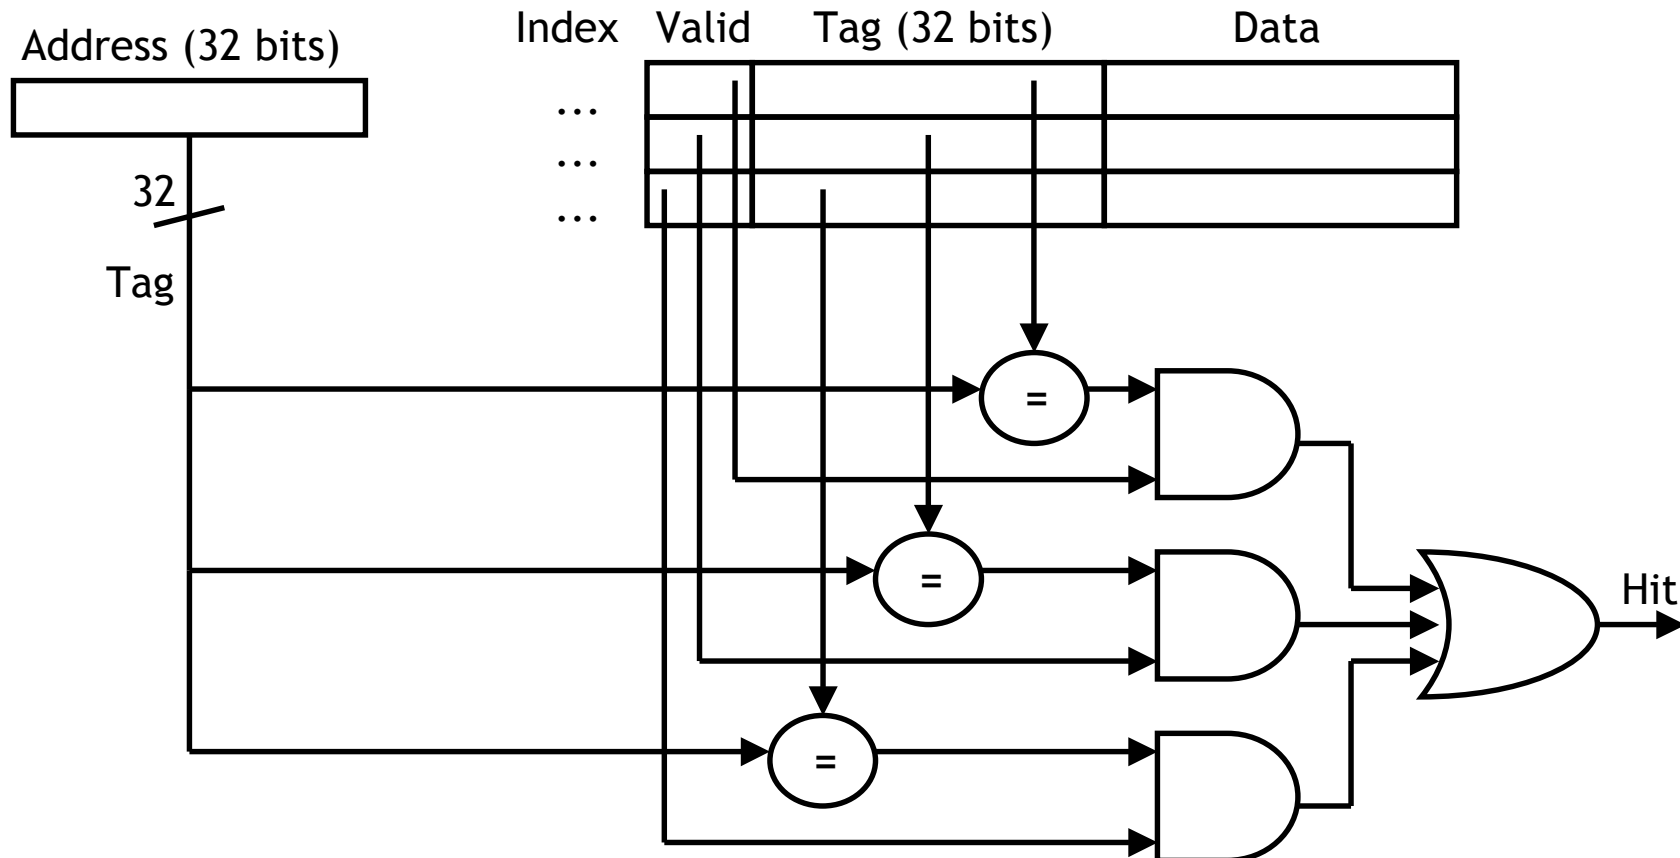 Address (32 bits)
Index Valid Tag (32 bits) Data
...
...
...
32
Tag
=
=
=
Hit